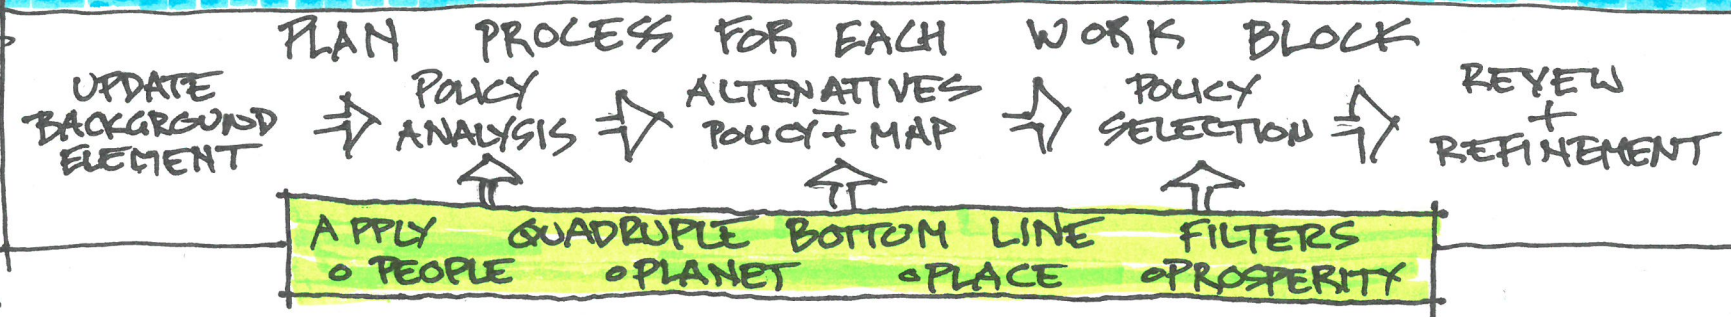 PLAN PROCESS FOR EACH WORK BLOCK
UPDATE
BACKGROUND
ELEMENT
POLICY
ANALYSIS
ALTENATIVES
POLICY + MAP
POLICY
SELECTION
REVEW
+
REFINEMENT
APPLY QUADRUPLE BOTTOM LINE FILTERS
o PEOPLE o PLANET o PLACE o PROSPERITY